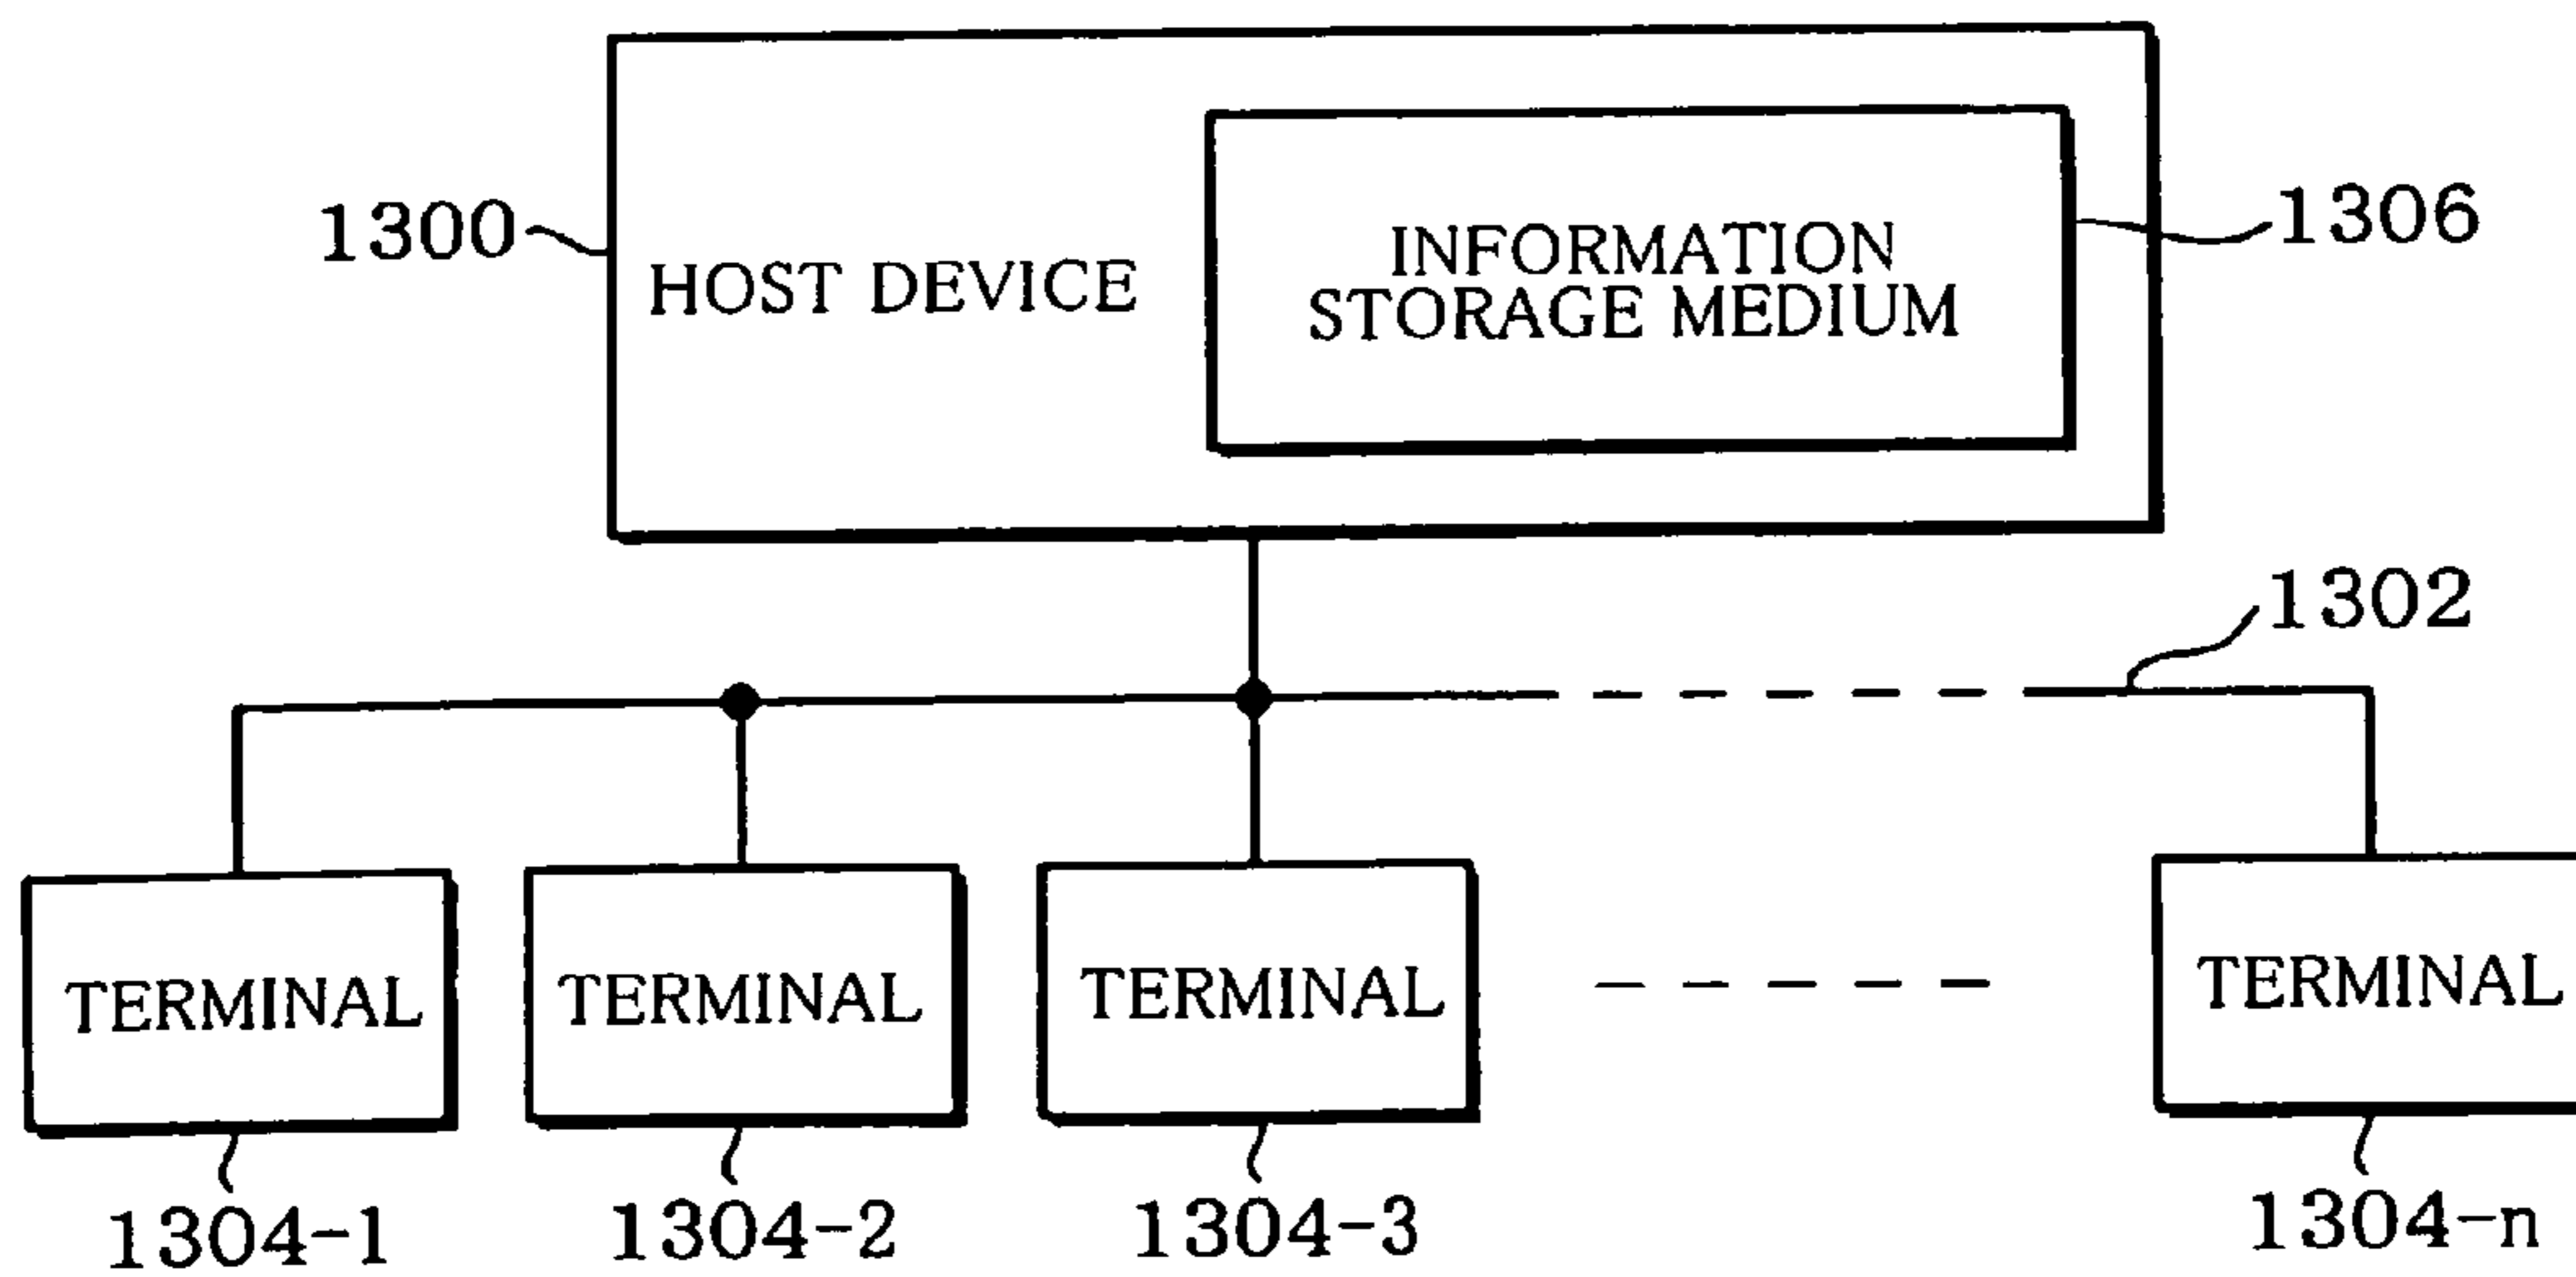 1300
HOST DEVICE
INFORMATION
STORAGE MEDIUM
1306
1302
TERMINAL
TERMINAL
TERMINAL
TERMINAL
1304-1
1304-2
1304-3
1304-n